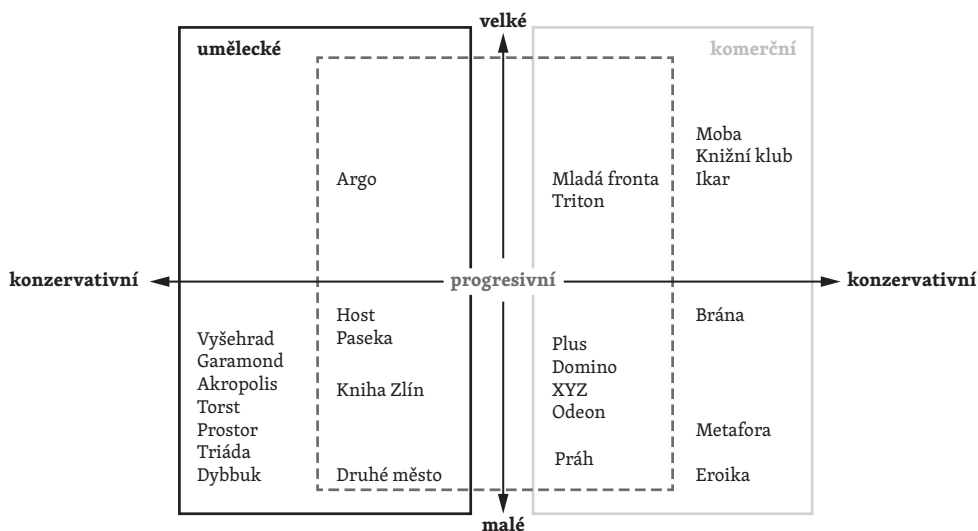 velké
umělecké
komerční
Moba
Knižní klub
Argo
Mladá fronta
Ikar
Triton
konzervativní
progresivní
konzervativní
Host
Brána
Vyšehrad
Paseka
Plus
Garamond
Domino
Akropolis
Kniha Zlín
XYZ
Torst
Odeon
Prostor
Metafora
Triáda
Práh
Dybbuk
Druhé město
Eroika
malé